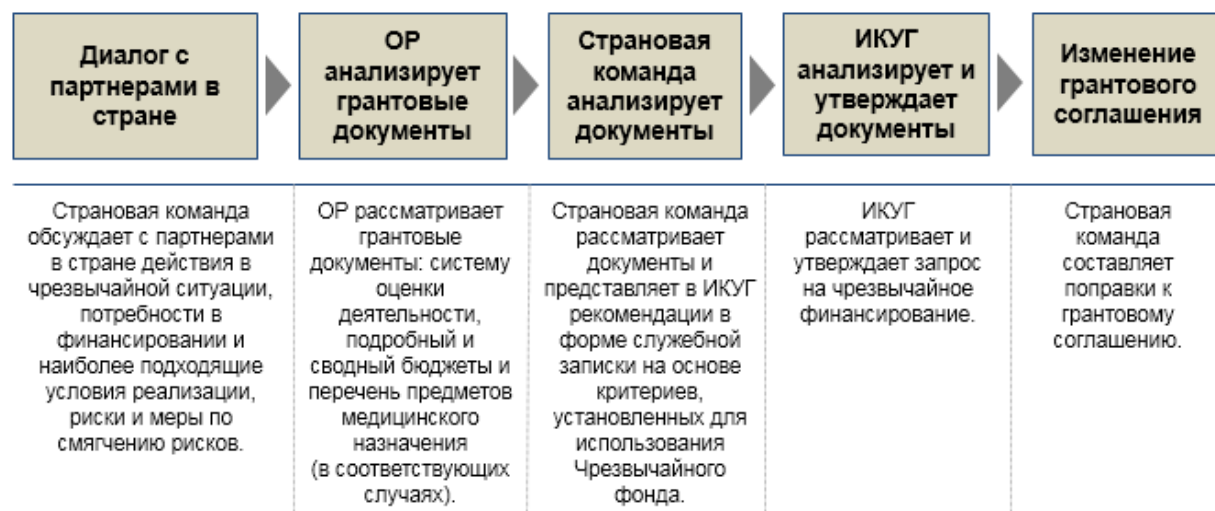 Диалог с
партнерами в
стране
ОР
анализирует
грантовые
документы
Страновая
команда
анализирует
документы
ИКУГ
анализирует и
утверждает
документы
Изменение
грантового
соглашения
Страновая команда
обсуждает с партнерами
в стране действия в
чрезвычайной ситуации,
потребности в
финансировании и
наиболее подходящие
условия реализации,
риски и меры по
смягчению рисков.
ОР рассматривает
грантовые
документы: систему
оценки
деятельности,
подробный и
сводный бюджеты и
перечень предметов
медицинского
назначения
(в соответствующих
случаях).
Страновая команда
рассматривает
документы и
представляет в ИКУГ
рекомендации в
форме служебной
записки на основе
критериев,
установленных для
использования
Чрезвычайного
фонда.
ИКУГ
рассматривает и
утверждает запрос
на чрезвычайное
финансирование.
Страновая
команда
составляет
поправки к
грантовому
соглашению.